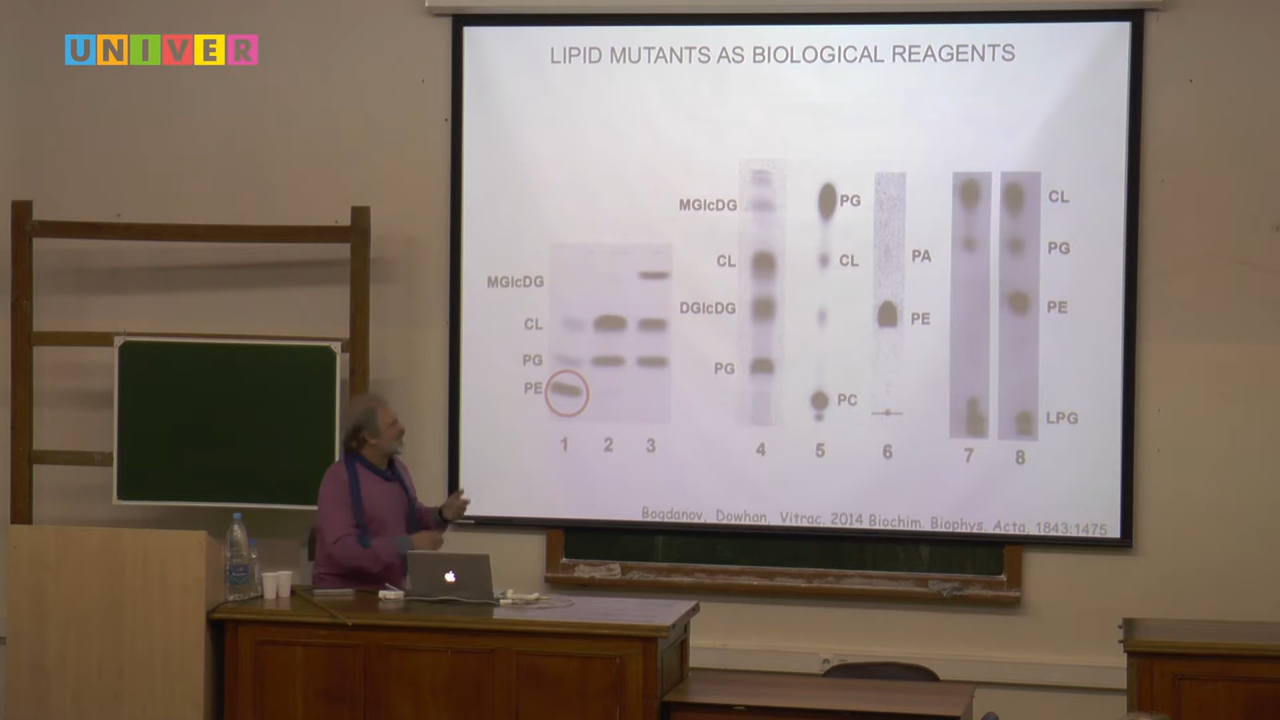 UNIVER
LIPID MUTANTS AS BIOLOGICAL REAGENTS
MGlcDG
CL
PG
PE
1 2 3
MGlcDG
CL
DGlcDG
PG
4
PG
CL
PC
5
PA
PE
6
CL
PG
PE
LPG
7 8
Bogdanov, Dowhan, Vitrac. 2014 Biochim. Biophys. Acta, 1843:1475